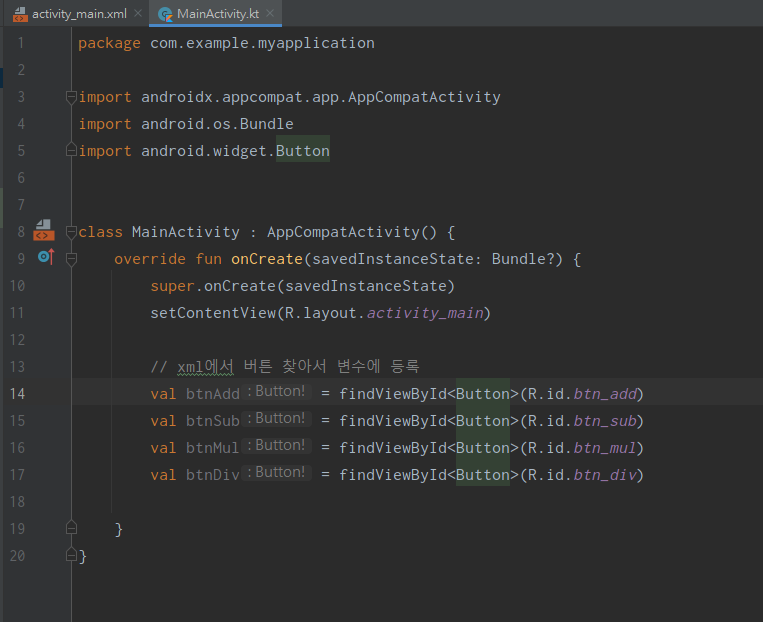 activity_main.xml MainActivity.kt
1 package com.example.myapplication
2
3 import androidx.appcompat.app.AppCompatActivity
4 import android.os.Bundle
5 import android.widget.Button
6
7
8 class MainActivity : AppCompatActivity() {
9 override fun onCreate(savedInstanceState: Bundle?) {
10 super.onCreate(savedInstanceState)
11 setContentView(R.layout.activity_main)
12
13 // xml에서 버튼 찾아서 변수에 등록
14 val btnAdd : Button! = findViewById<Button>(R.id.btn_add)
15 val btnSub : Button! = findViewById<Button>(R.id.btn_sub)
16 val btnMul : Button! = findViewById<Button>(R.id.btn_mul)
17 val btnDiv : Button! = findViewById<Button>(R.id.btn_div)
18
19 }
20 }